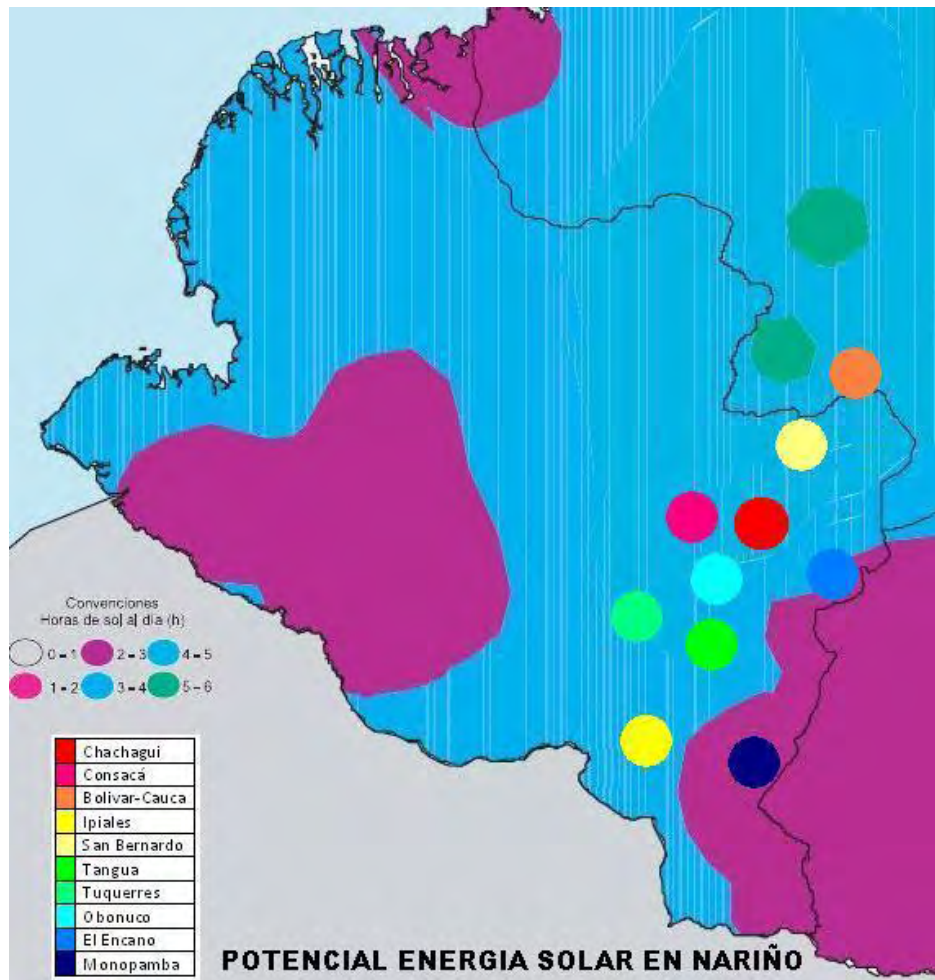 Convenciones
Horas de sol al dia (h)
0 – 1 2 – 3 4 – 5
1 – 2 3 – 4 5 – 6
Chachagui
Consacá
Bolivar-Cauca
Ipiales
San Bernardo
Tangua
Tuquerres
Obonuco
El Encano
Monopamba
POTENCIAL ENERGIA SOLAR EN NARIÑO